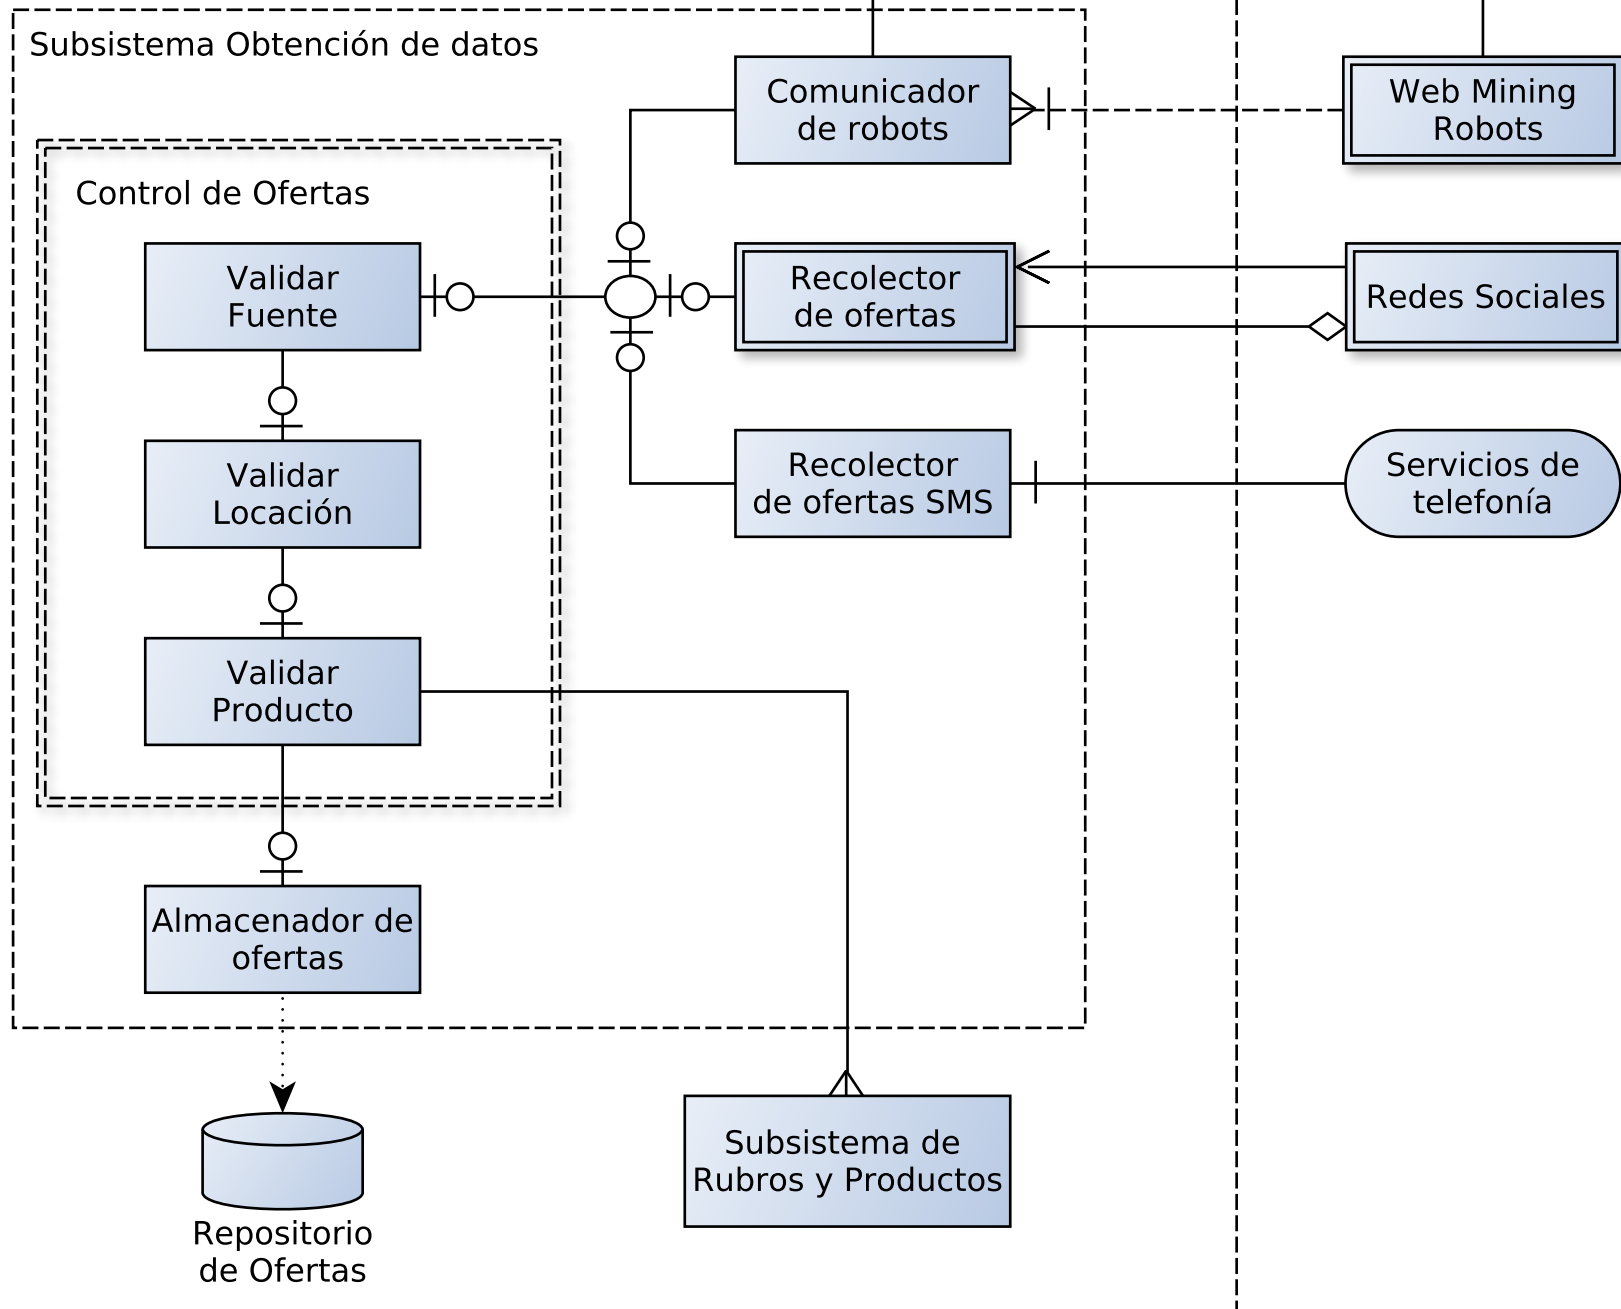 Subsistema Obtención de datos
Comunicador
de robots
Web Mining
Robots
Control de Ofertas
Validar
Fuente
Recolector
de ofertas
Redes Sociales
Validar
Locación
Recolector
de ofertas SMS
Servicios de
telefonía
Validar
Producto
Almacenador de
ofertas
Subsistema de
Rubros y Productos
Repositorio
de Ofertas